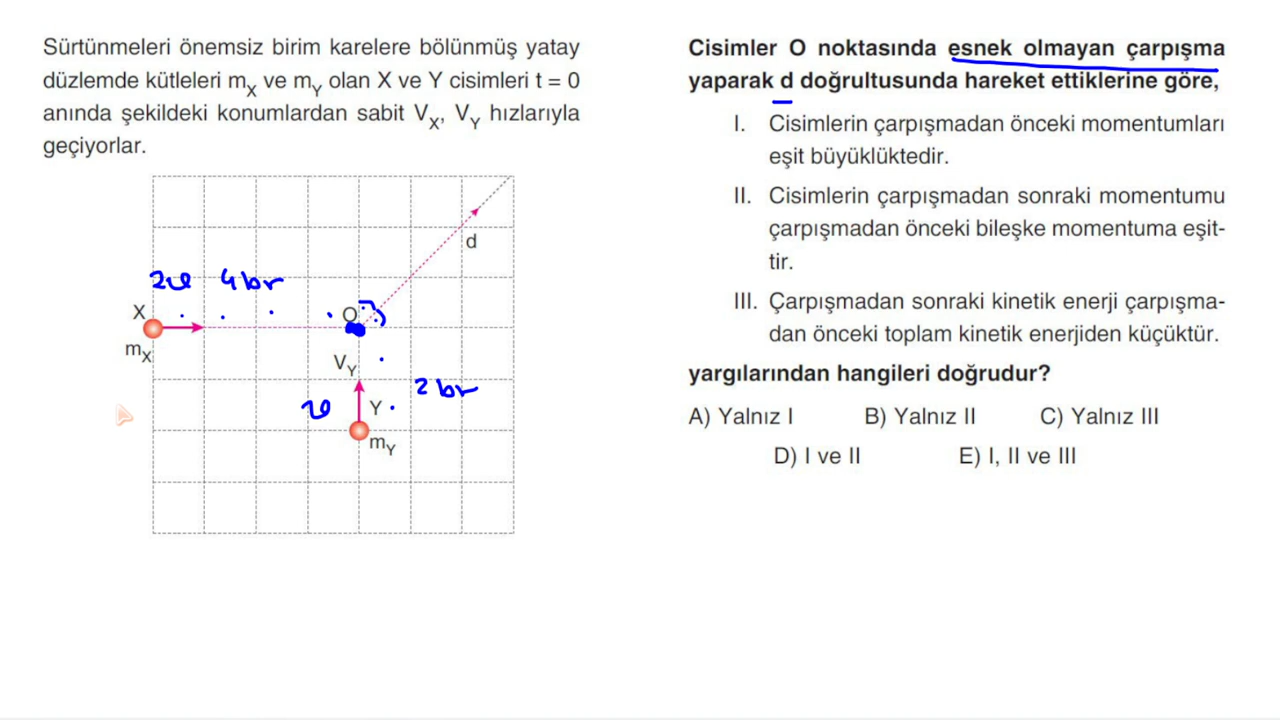 Sürtünmeleri önemsiz birim karelere bölünmüş yatay
düzlemde kütleleri mX ve mY olan X ve Y cisimleri t = 0
anında şekildeki konumlardan sabit VX, VY hızlarıyla
geçiyorlar.
d
2v 4br
X
O
mX
VY
2 br
v
Y
mY
Cisimler O noktasında esnek olmayan çarpışma
yaparak d doğrultusunda hareket ettiklerine göre,
I. Cisimlerin çarpışmadan önceki momentumları
eşit büyüklüktedir.
II. Cisimlerin çarpışmadan sonraki momentumu
çarpışmadan önceki bileşke momentuma eşit-
tir.
III. Çarpışmadan sonraki kinetik enerji çarpışma-
dan önceki toplam kinetik enerjiden küçüktür.
yargılarından hangileri doğrudur?
A) Yalnız I B) Yalnız II C) Yalnız III
D) I ve II E) I, II ve III